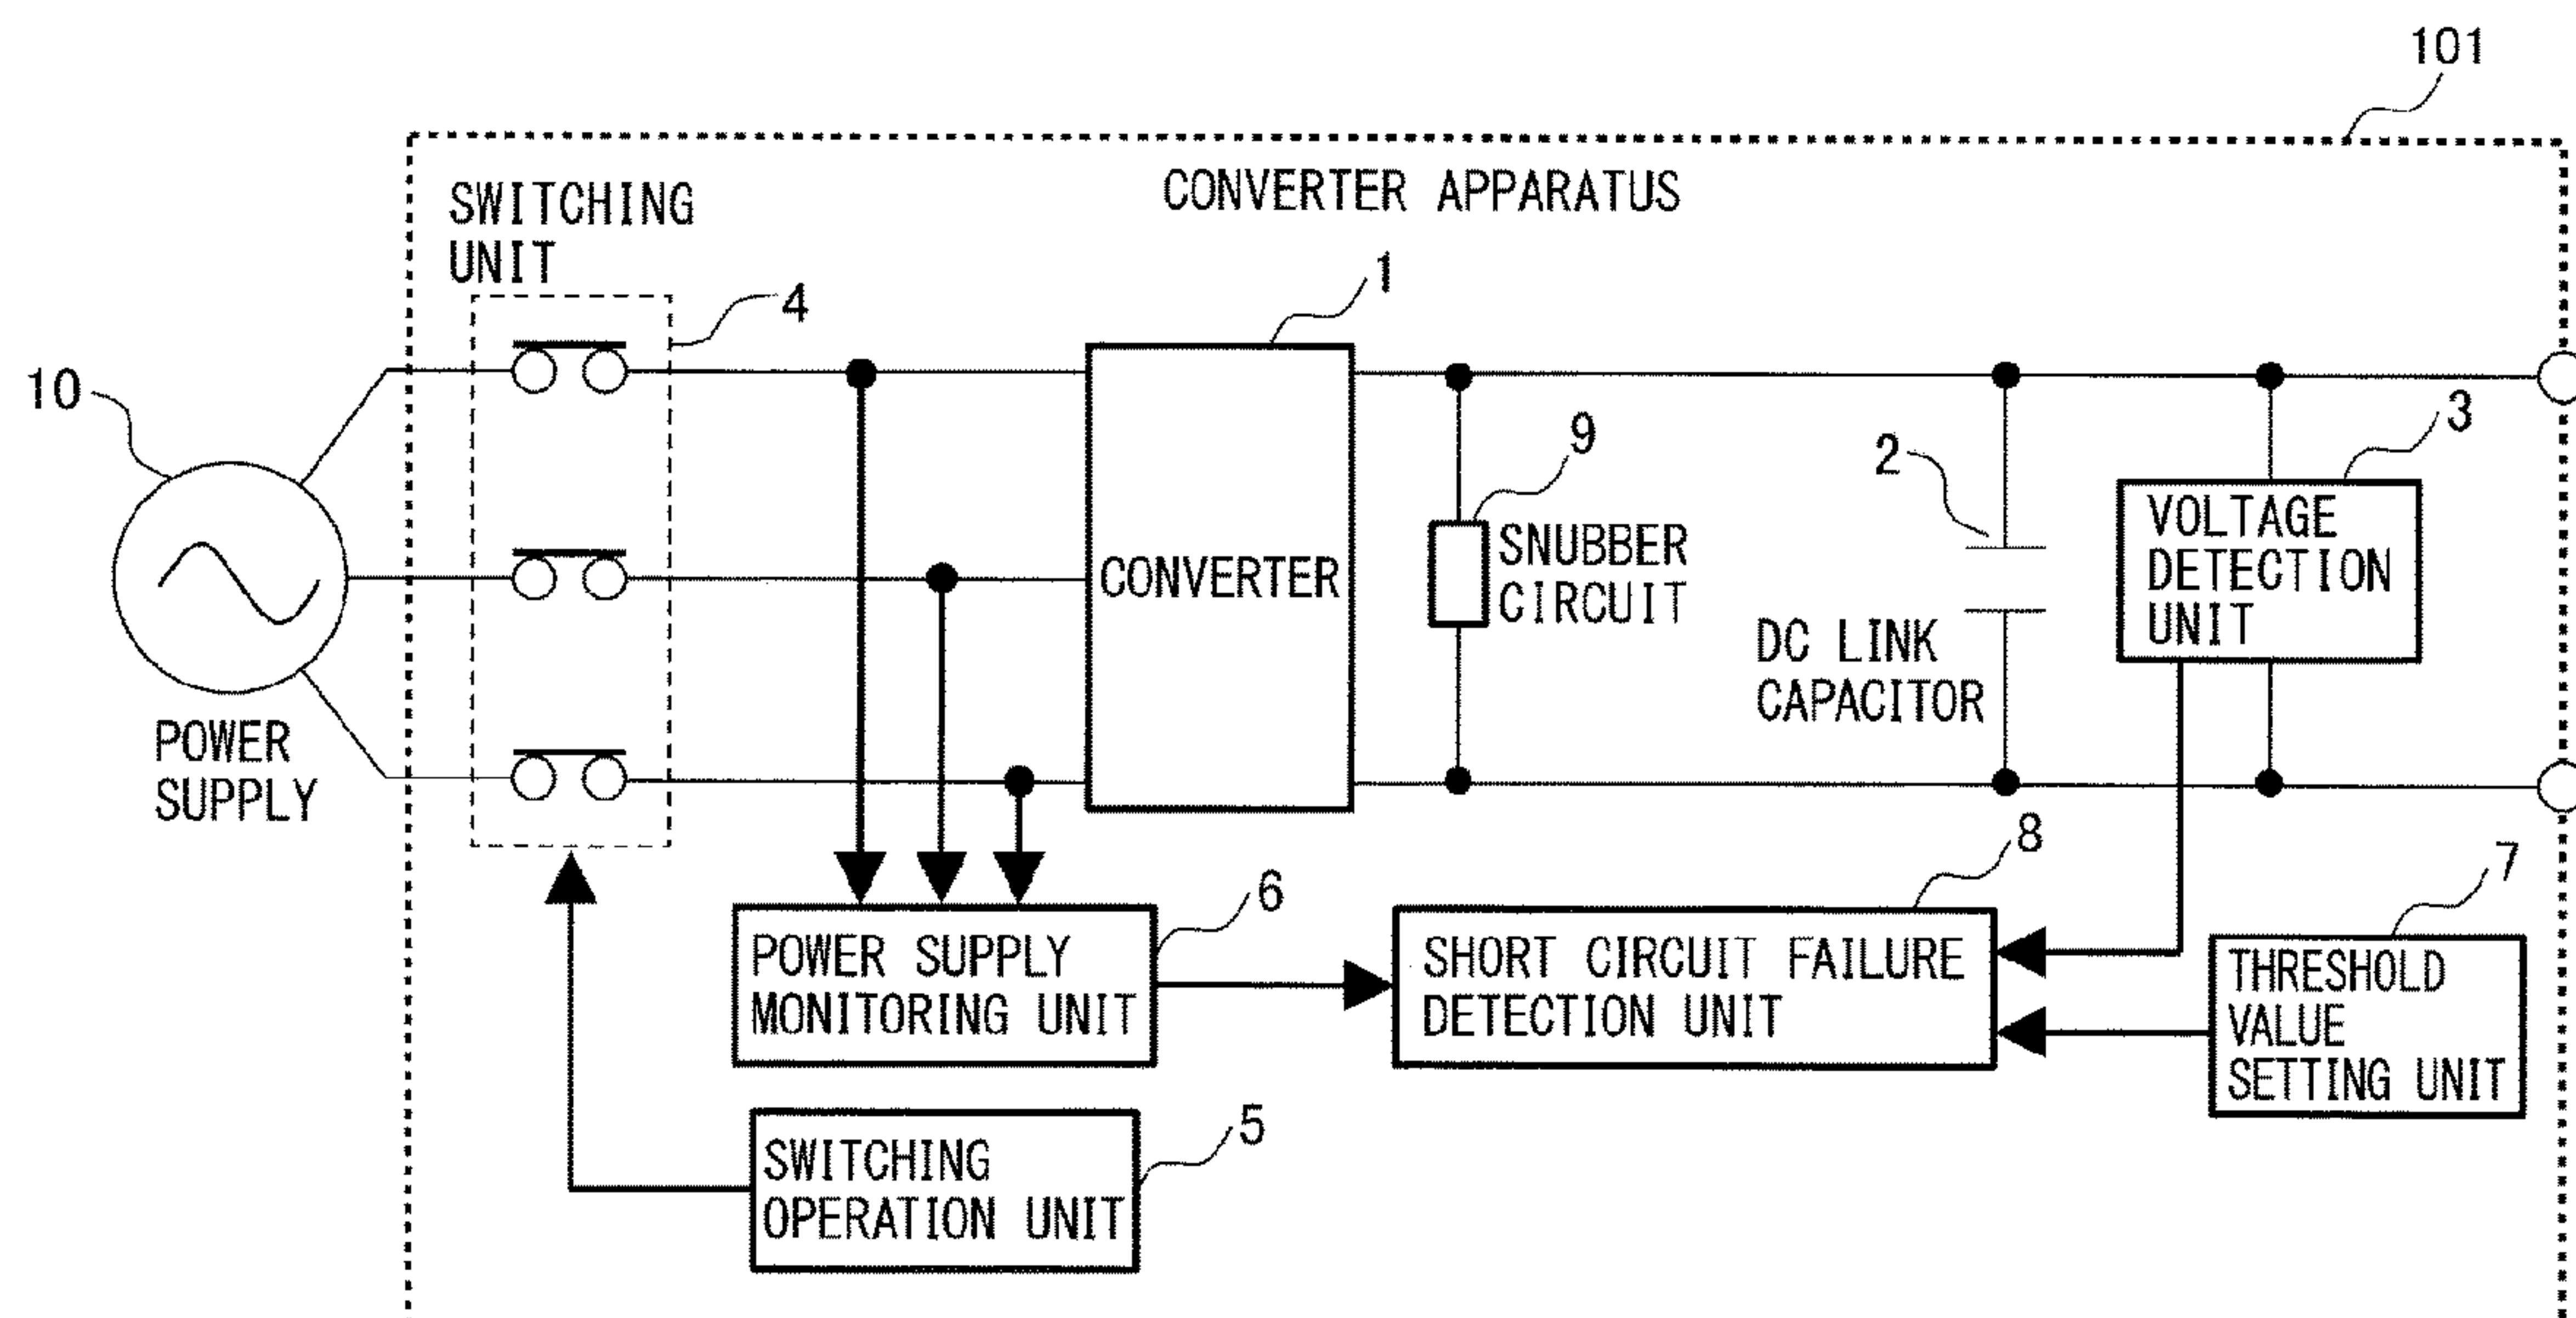 101
CONVERTER APPARATUS
SWITCHING
UNIT
4
1
10
POWER
SUPPLY
CONVERTER
9
SNUBBER
CIRCUIT
2
DC LINK
CAPACITOR
3
VOLTAGE
DETECTION
UNIT
6
POWER SUPPLY
MONITORING UNIT
8
SHORT CIRCUIT FAILURE
DETECTION UNIT
7
THRESHOLD
VALUE
SETTING UNIT
5
SWITCHING
OPERATION UNIT